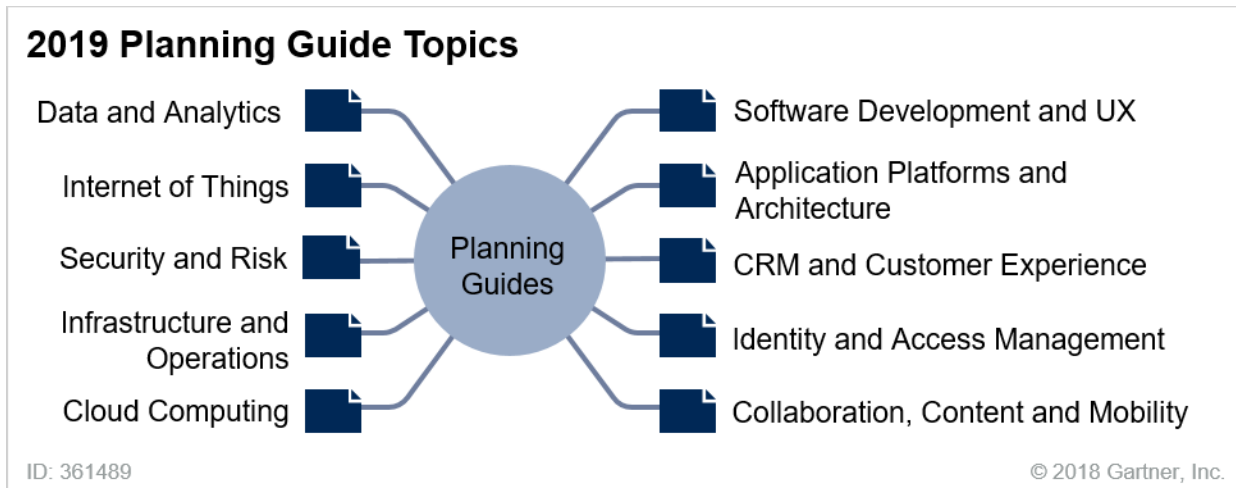 2019 Planning Guide Topics
Data and Analytics
Internet of Things
Security and Risk
Infrastructure and
Operations
Cloud Computing
Planning
Guides
Software Development and UX
Application Platforms and
Architecture
CRM and Customer Experience
Identity and Access Management
Collaboration, Content and Mobility
ID: 361489
© 2018 Gartner, Inc.